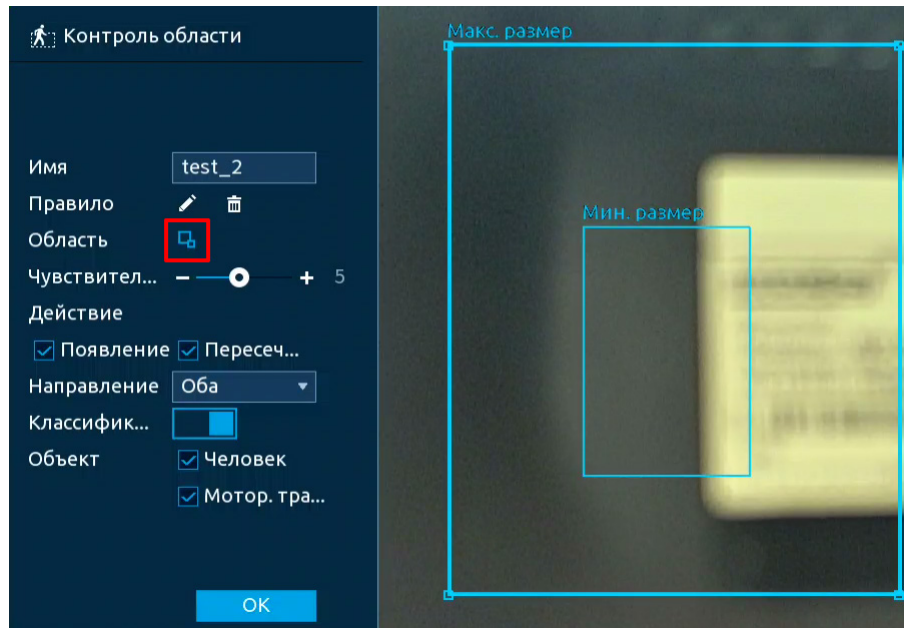 Контроль области
Макс. размер
Имя
test_2
Правило
Мин. размер
Область
Чувствител...
5
Действие
Появление
Пересеч...
Направление
Оба
Классифик...
Объект
Человек
Мотор. тра...
OK